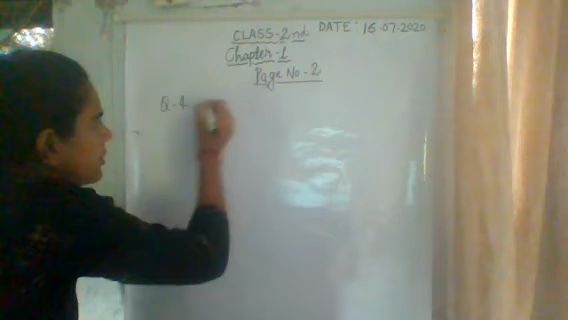 CLASS-2nd DATE: 16-07-2020
Chapter-1
Page No-2
Q-4